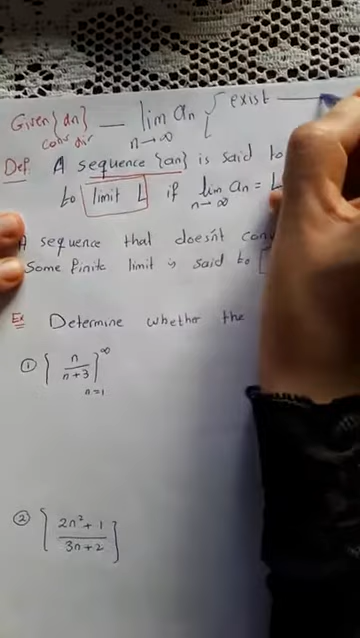 Given {an} — lim an { exist
conv div n→∞
Def: A sequence {an} is said to
to limit L if lim an = L
n→∞
A sequence that doesn't
Some finite limit is said to
Ex Determine whether the
① { n/n+3 }∞n=1
② { 2n²+1/3n+2 }